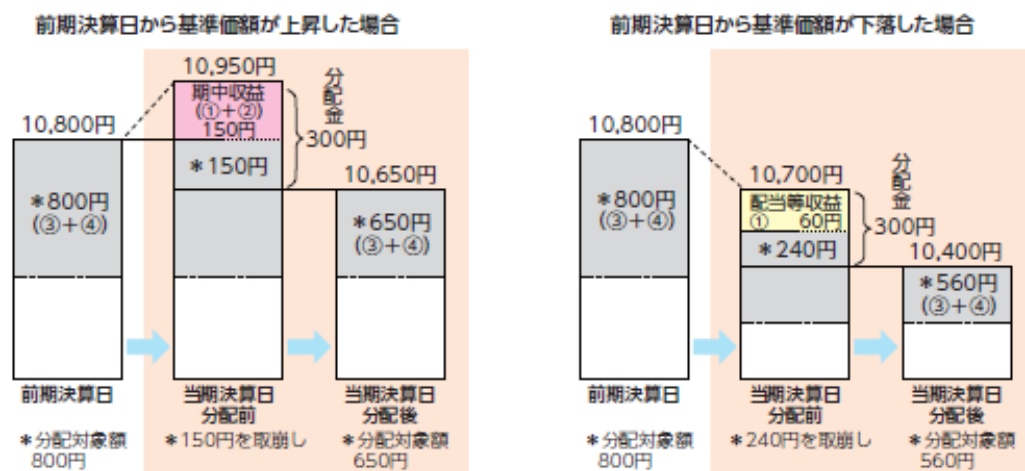 前期決算日から基準価額が上昇した場合
10,950円
期中収益
(①+②)
150円
分配金
300円
10,800円
*150円
10,650円
*800円
(③+④)
*650円
(③+④)
前期決算日
当期決算日
分配前
当期決算日
分配後
*分配対象額
800円
*150円を取崩し
*分配対象額
650円
前期決算日から基準価額が下落した場合
10,800円
10,700円
配当等収益
① 60円
分配金
300円
*800円
(③+④)
*240円
10,400円
*560円
(③+④)
前期決算日
当期決算日
分配前
当期決算日
分配後
*分配対象額
800円
*240円を取崩し
*分配対象額
560円